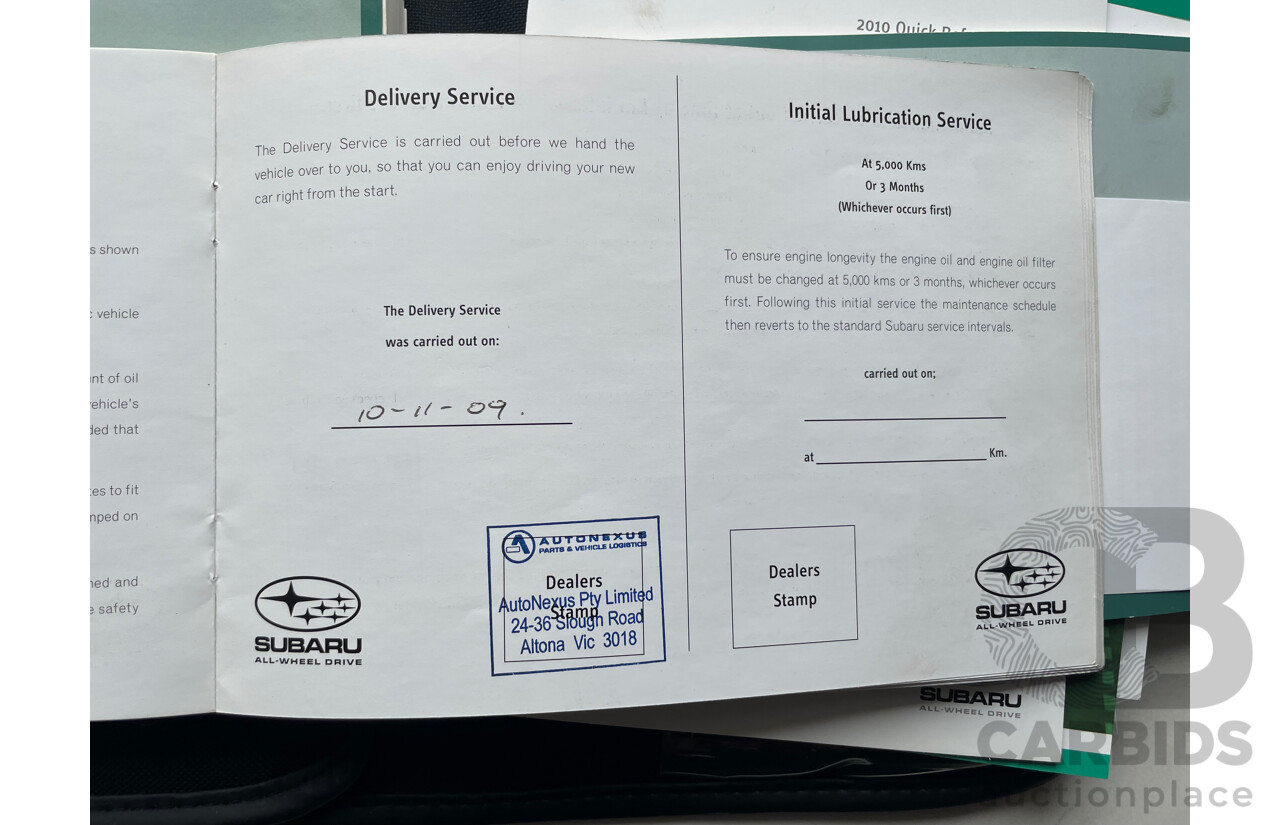 2010 Quick
s shown
vehicle
nt of oil
ehicle's
ded that
es to fit
nped on
ned and
safety
Delivery Service
The Delivery Service is carried out before we hand the
vehicle over to you, so that you can enjoy driving your new
car right from the start.
The Delivery Service
was carried out on:
10-11-09.
SUBARU
ALL-WHEEL DRIVE
AUTONEXUS
PARTS & VEHICLE LOGISTICS
Dealers
AutoNexus Pty Limited
Stamp
24-36 Slough Road
Altona Vic 3018
Initial Lubrication Service
At 5,000 Kms
Or 3 Months
(Whichever occurs first)
To ensure engine longevity the engine oil and engine oil filter
must be changed at 5,000 kms or 3 months, whichever occurs
first. Following this initial service the maintenance schedule
then reverts to the standard Subaru service intervals.
carried out on;
at Km.
Dealers
Stamp
SUBARU
ALL-WHEEL DRIVE
SUBARU
ALL-WHEEL DRIVE
CARBIDS
auctionplace